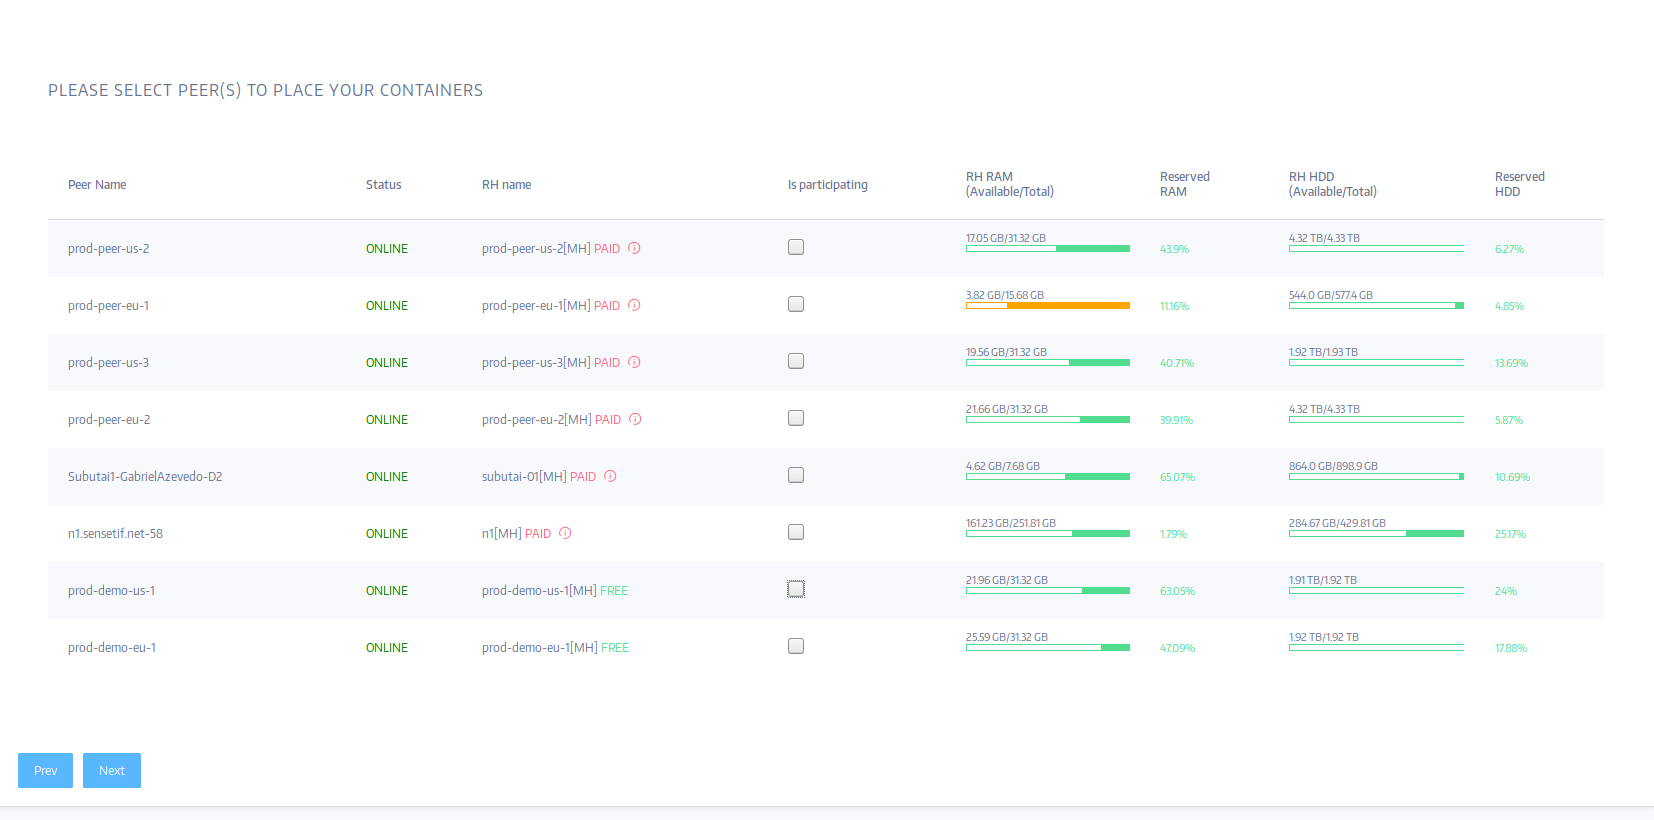 PLEASE SELECT PEER(S) TO PLACE YOUR CONTAINERS
Peer Name Status RH name Is participating RH RAM (Available/Total) Reserved RAM RH HDD (Available/Total) Reserved HDD
prod-peer-us-2 ONLINE prod-peer-us-2[MH] PAID 17.05 GB/31.32 GB 43.9% 4.32 TB/4.33 TB 6.27%
prod-peer-eu-1 ONLINE prod-peer-eu-1[MH] PAID 3.82 GB/15.68 GB 11.16% 544.0 GB/577.4 GB 4.85%
prod-peer-us-3 ONLINE prod-peer-us-3[MH] PAID 19.56 GB/31.32 GB 40.71% 1.92 TB/1.93 TB 13.69%
prod-peer-eu-2 ONLINE prod-peer-eu-2[MH] PAID 21.66 GB/31.32 GB 39.91% 4.32 TB/4.33 TB 5.87%
Subutai1-GabrielAzevedo-D2 ONLINE subutai-01[MH] PAID 4.62 GB/7.68 GB 65.07% 864.0 GB/898.9 GB 10.69%
n1.sensetif.net-58 ONLINE n1[MH] PAID 161.23 GB/251.81 GB 1.79% 284.67 GB/429.81 GB 25.17%
prod-demo-us-1 ONLINE prod-demo-us-1[MH] FREE 21.96 GB/31.32 GB 63.05% 1.91 TB/1.92 TB 24%
prod-demo-eu-1 ONLINE prod-demo-eu-1[MH] FREE 25.59 GB/31.32 GB 47.09% 1.92 TB/1.92 TB 17.88%
Prev Next